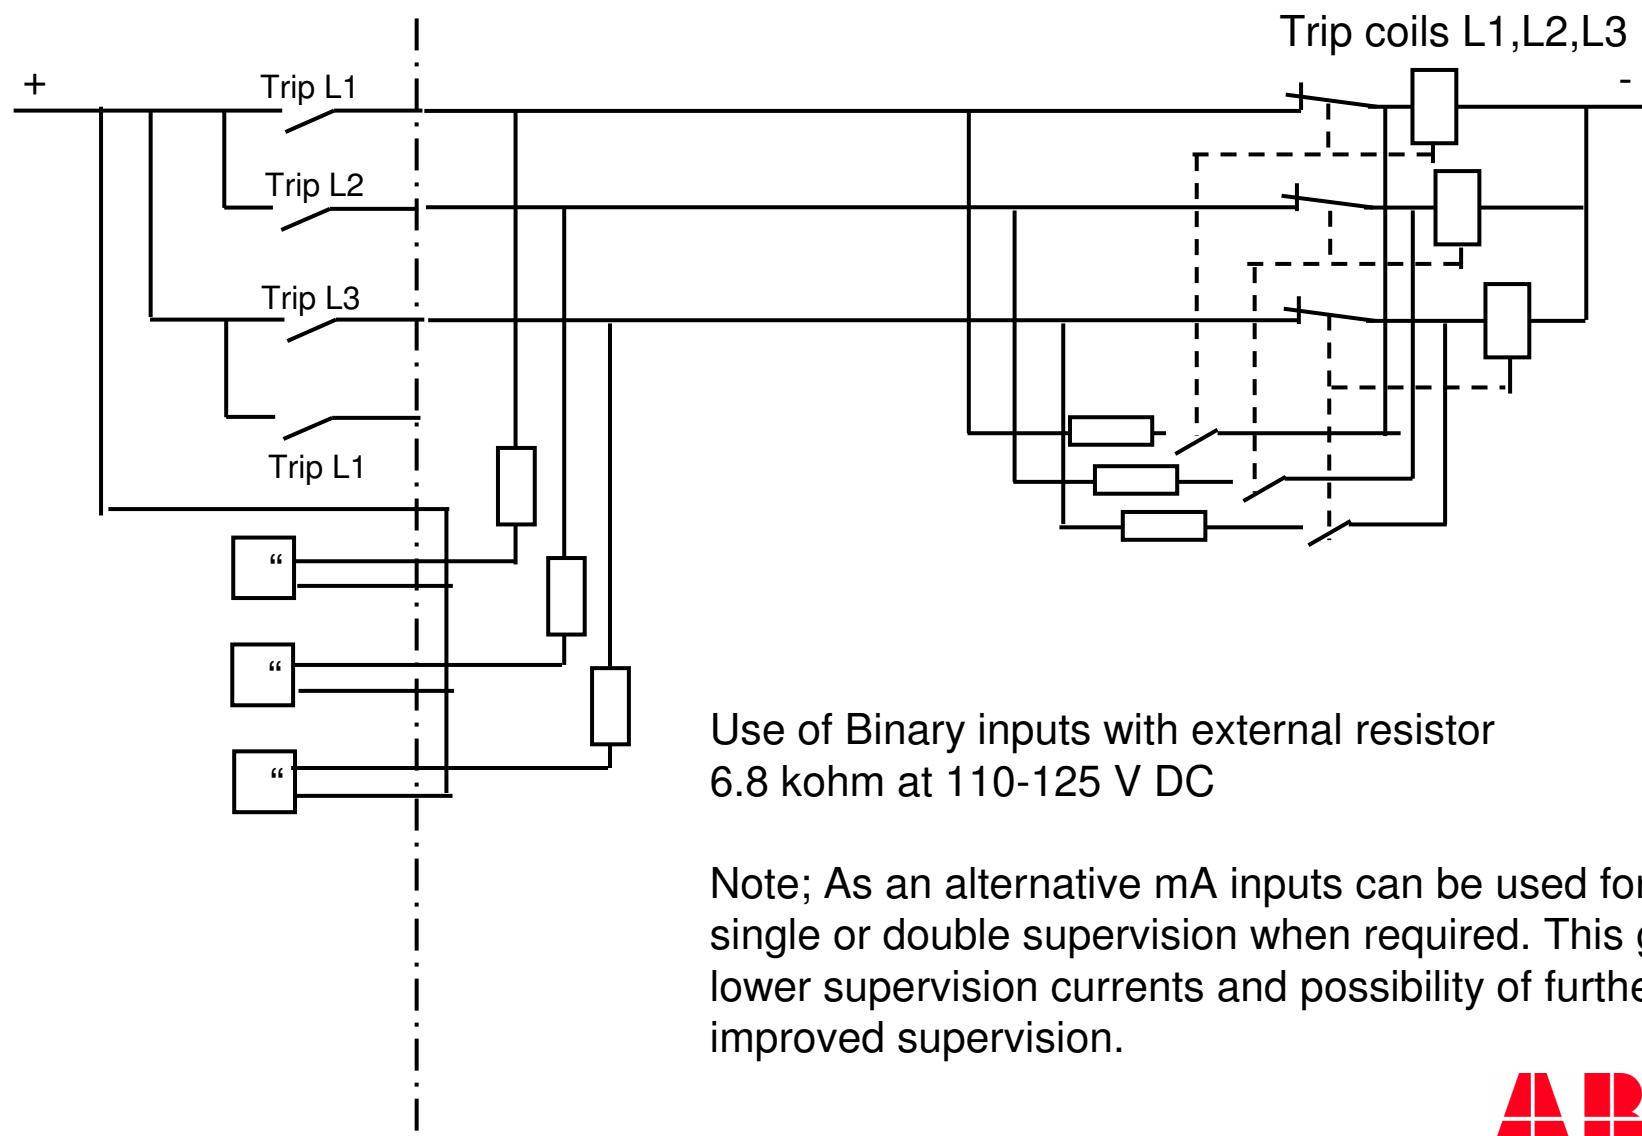 Trip coils L1,L2,L3
+
-
Trip L1
Trip L2
Trip L3
Trip L1
“
“
“
Use of Binary inputs with external resistor
6.8 kohm at 110-125 V DC
Note; As an alternative mA inputs can be used for
single or double supervision when required. This
lower supervision currents and possibility of
improved supervision.